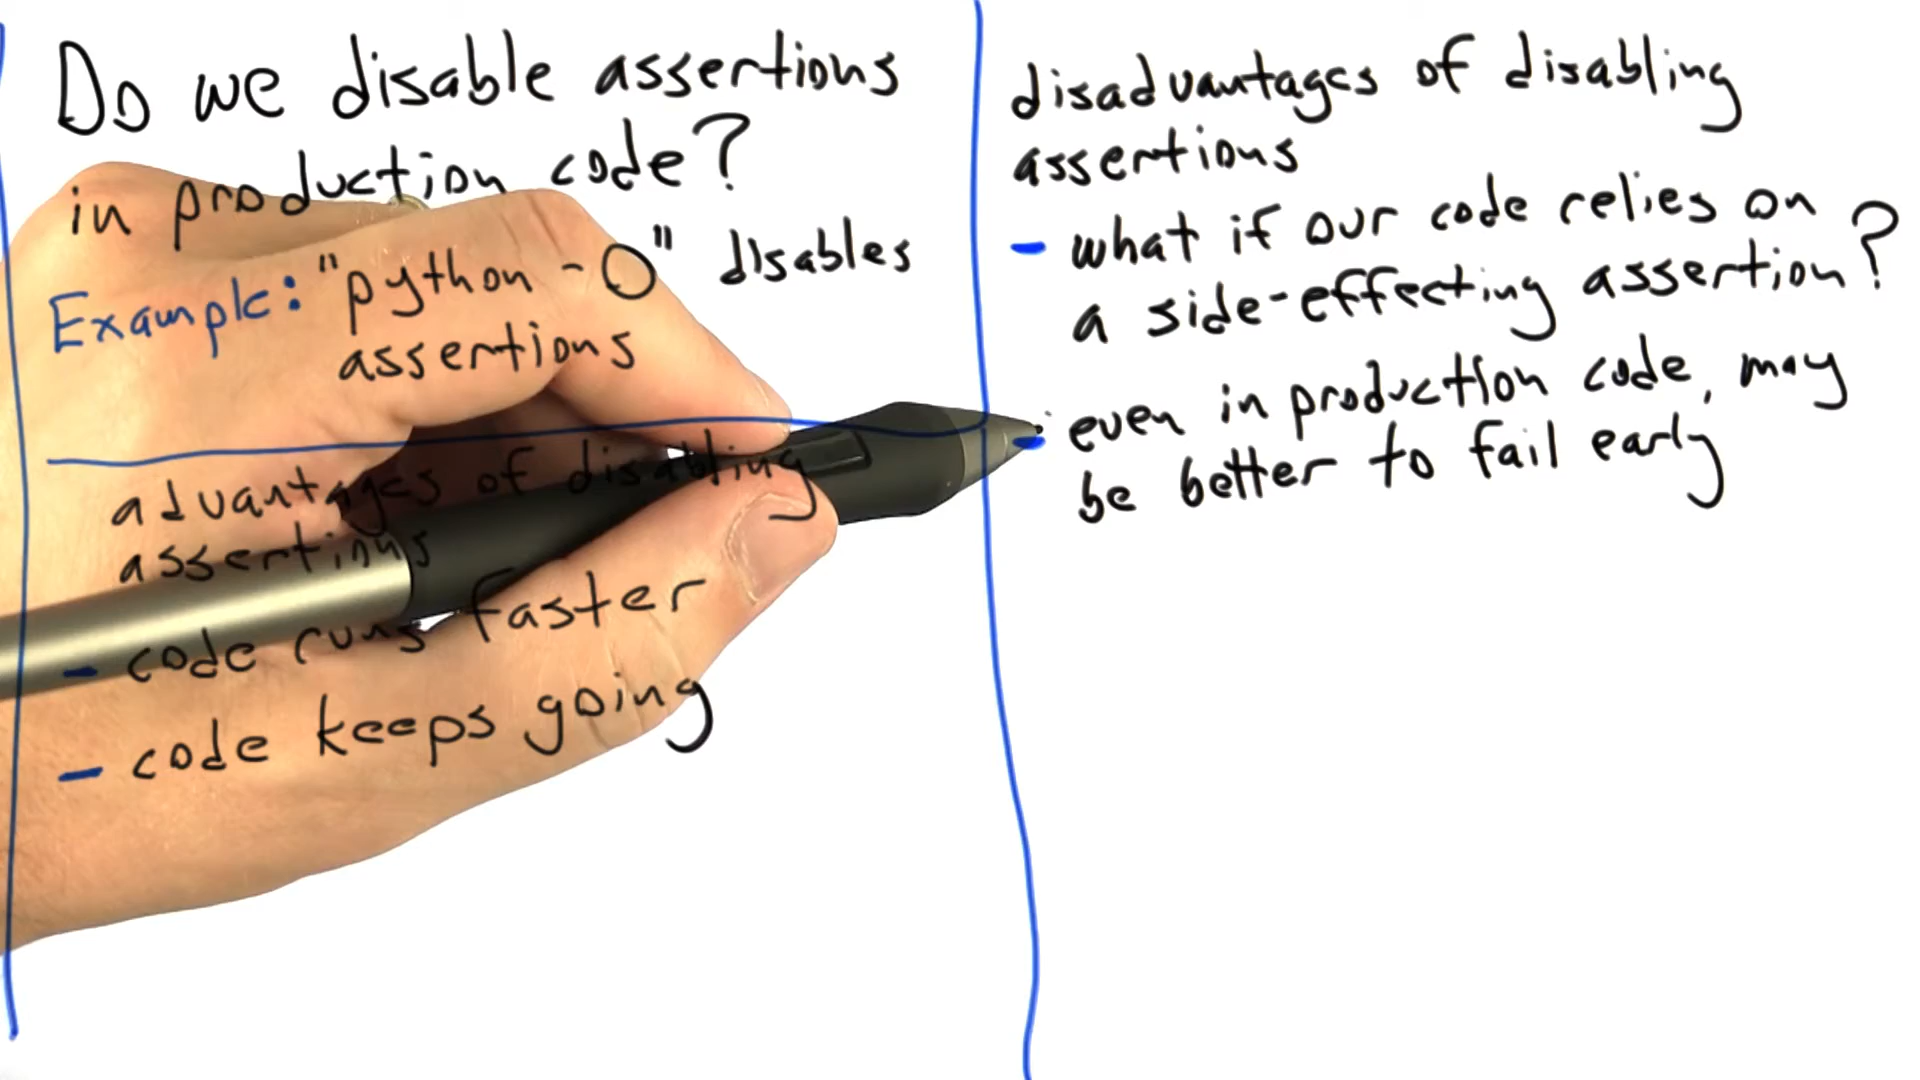 Do we disable assertions
in production code?
Example: "python -O" disables
assertions
advantages of disabling
assertions
- code runs faster
- code keeps going
disadvantages of disabling
assertions
- what if our code relies on
a side-effecting assertion?
- even in production code, may
be better to fail early